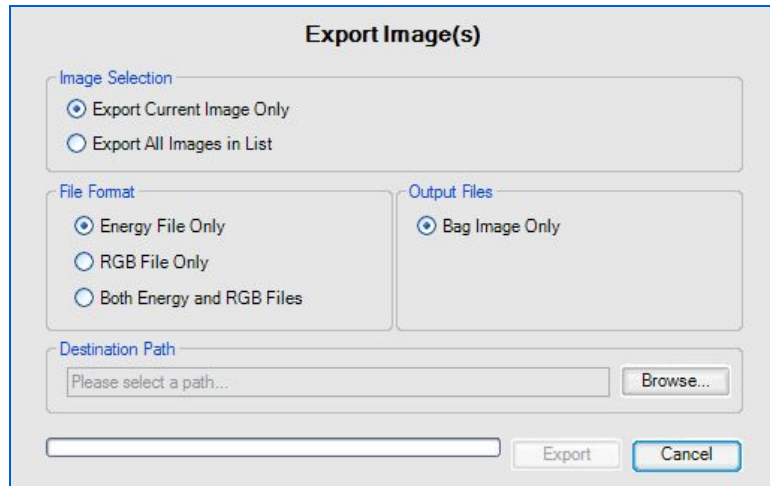 Export Image(s)
Image Selection
Export Current Image Only
Export All Images in List
File Format
Energy File Only
RGB File Only
Both Energy and RGB Files
Output Files
Bag Image Only
Destination Path
Please select a path...
Browse...
Export
Cancel